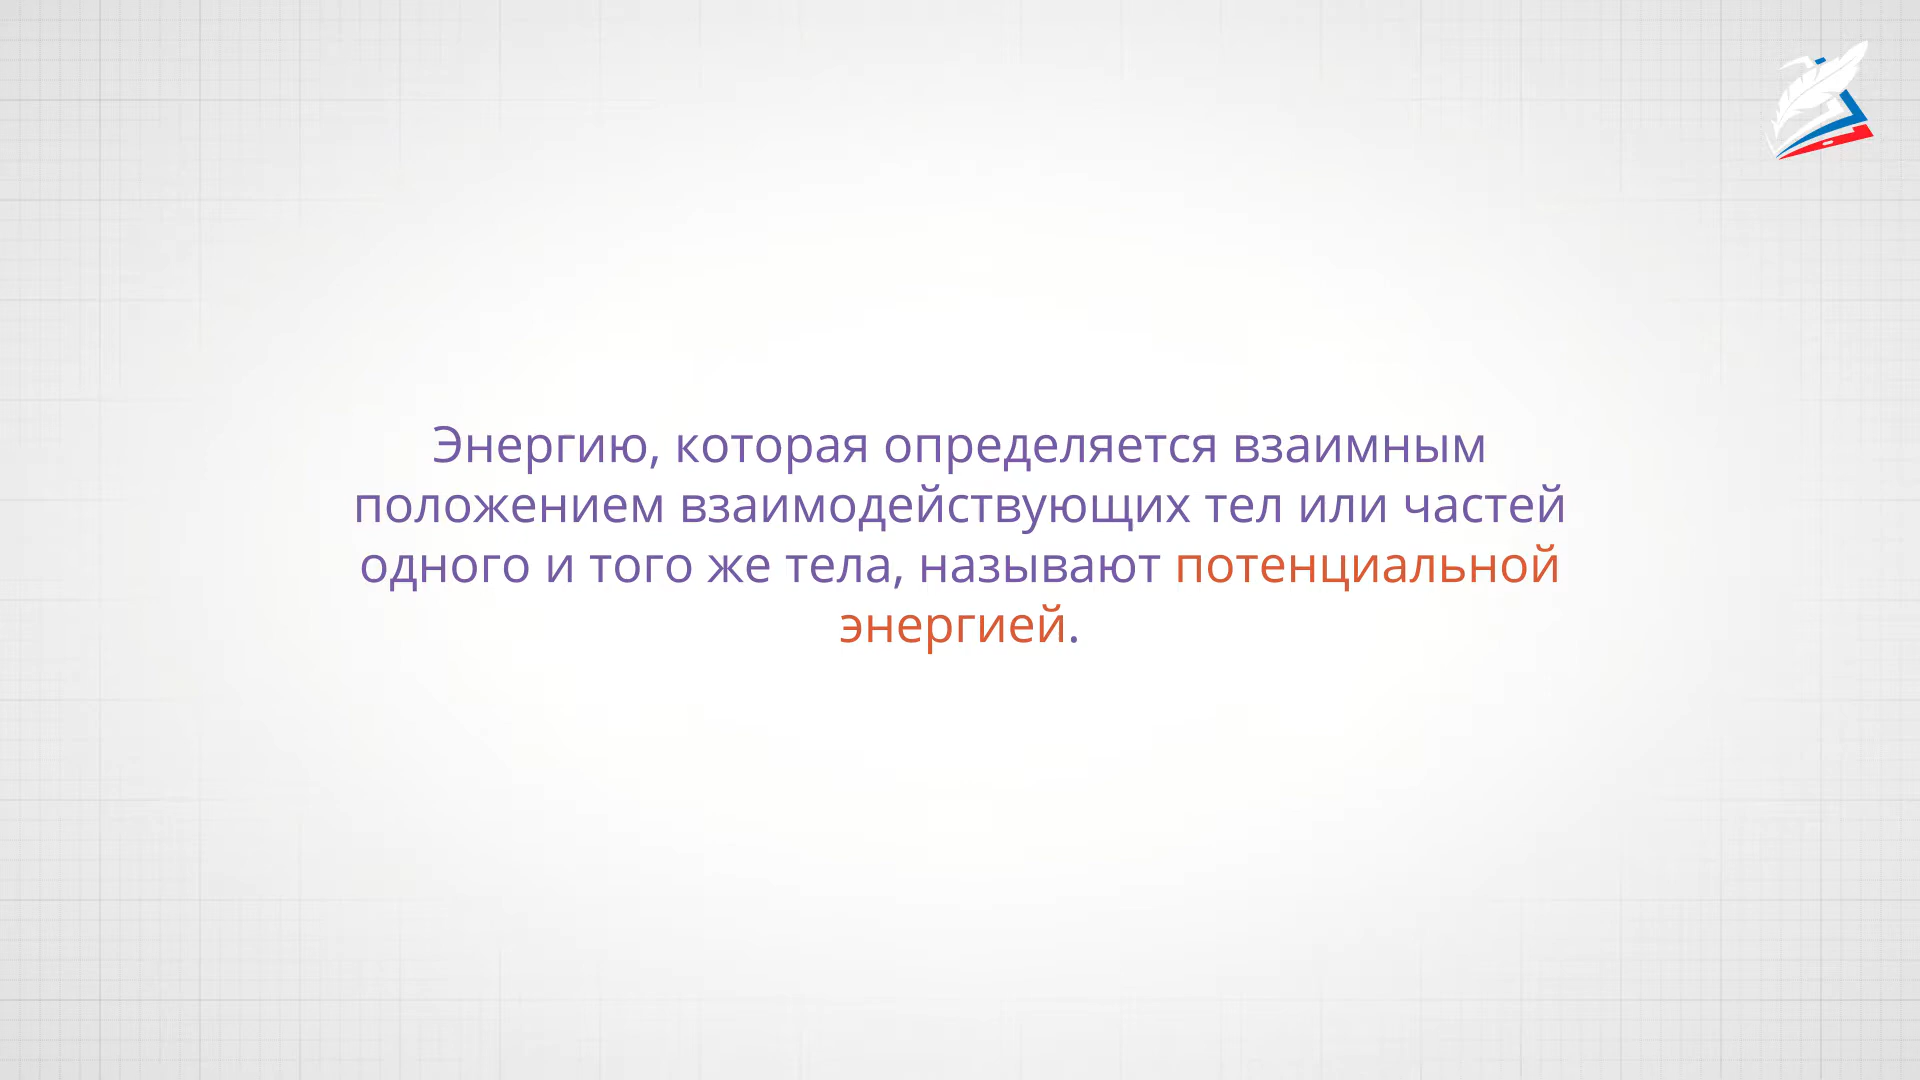 Энергию, которая определяется взаимным
положением взаимодействующих тел или частей
одного и того же тела, называют потенциальной
энергией.